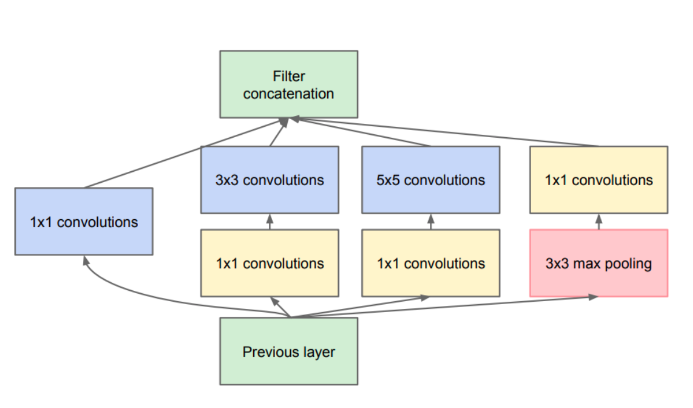 Filter
concatenation
3x3 convolutions
5x5 convolutions
1x1 convolutions
1x1 convolutions
1x1 convolutions
1x1 convolutions
3x3 max pooling
Previous layer